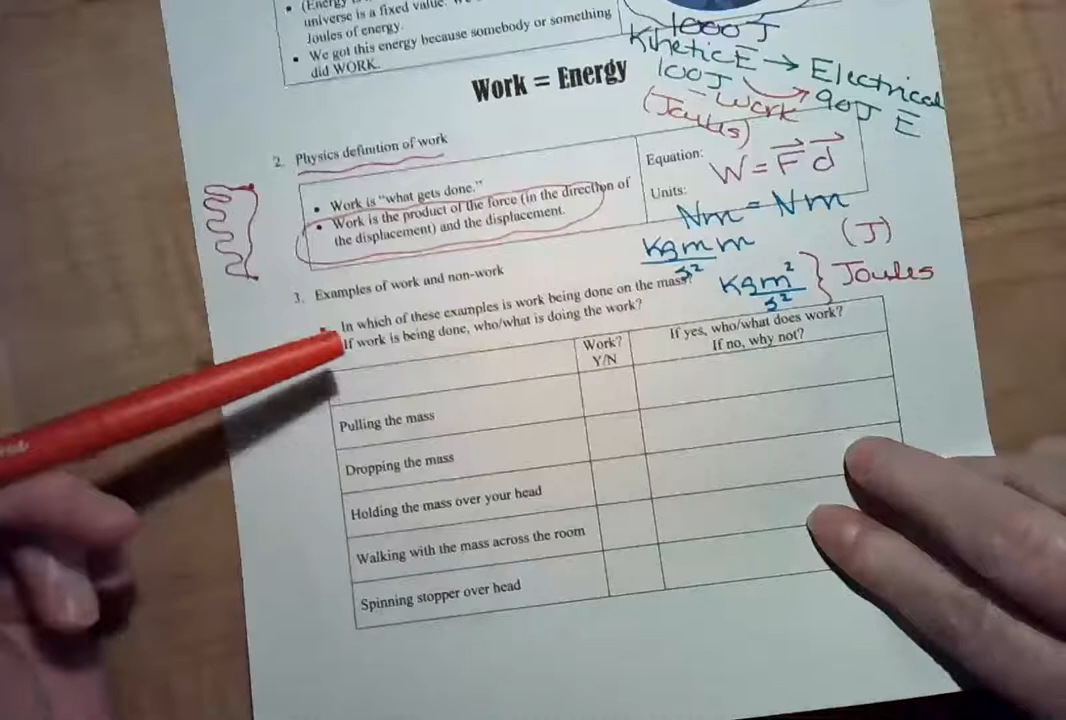 universe is a fixed value. We
Joules of energy.
• We got this energy because somebody or something
did WORK.
1000 J
Kinetic E → Electrical
100J 90J E
- Work
(Joules)
Work = Energy
2. Physics definition of work
• Work is "what gets done."
• Work is the product of the force (in the direction of
the displacement) and the displacement.
Equation:
W = F d
Units:
Nm = Nm
(J)
Kgm m
s²
Kgm²
s²
} Joules
3. Examples of work and non-work
In which of these examples is work being done on the mass?
If work is being done, who/what is doing the work?
Work?
Y/N
If yes, who/what does work?
If no, why not?
Pulling the mass
Dropping the mass
Holding the mass over your head
Walking with the mass across the room
Spinning stopper over head